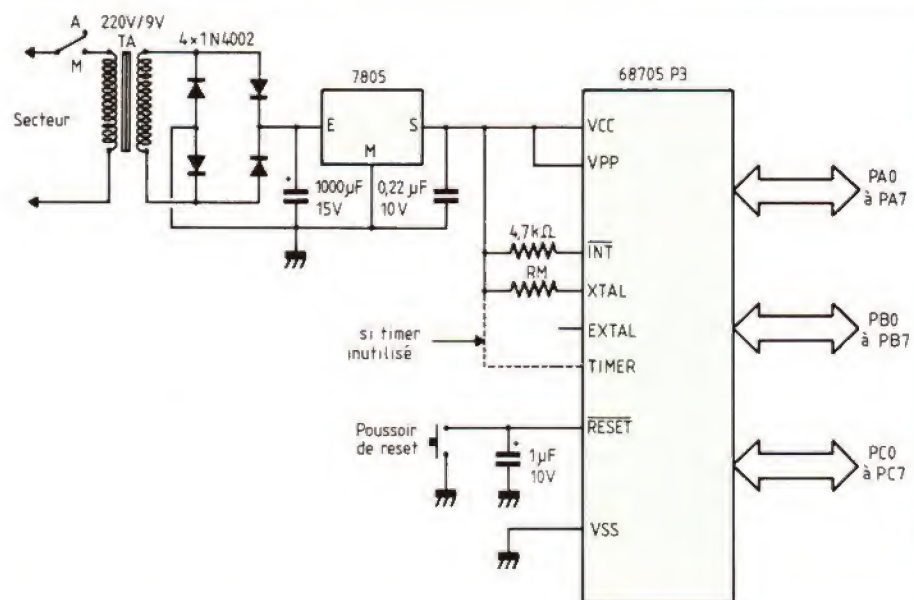 A
220V/9V
TA
4×1N4002
M
Secteur
7805
E
S
M
1000µF
15V
0,22 µF
10V
68705 P3
VCC
VPP
4,7kΩ
INT
RM
XTAL
EXTAL
si timer
inutilisé
TIMER
Poussoir
de reset
RESET
1µF
10V
VSS
PA0
à PA7
PB0
à PB7
PC0
à PC7